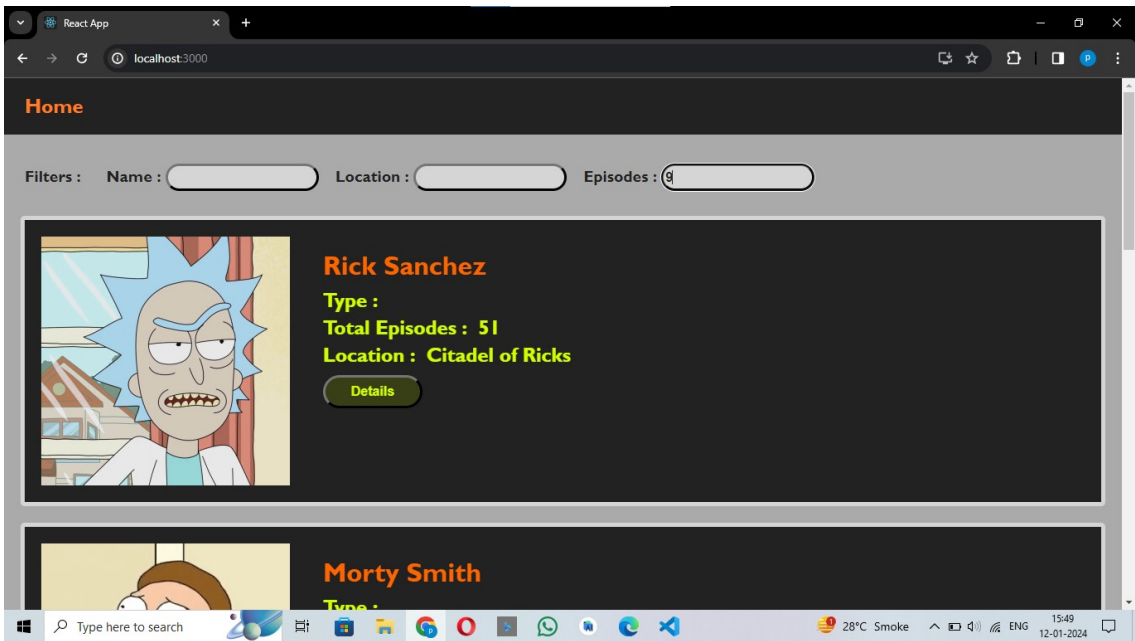 React App
localhost:3000
P
Home
Filters : Name : Location : Episodes : 9
Rick Sanchez
Type :
Total Episodes : 51
Location : Citadel of Ricks
Details
Morty Smith
Type :
Type here to search
9
28°C Smoke
ENG
15:49
12-01-2024